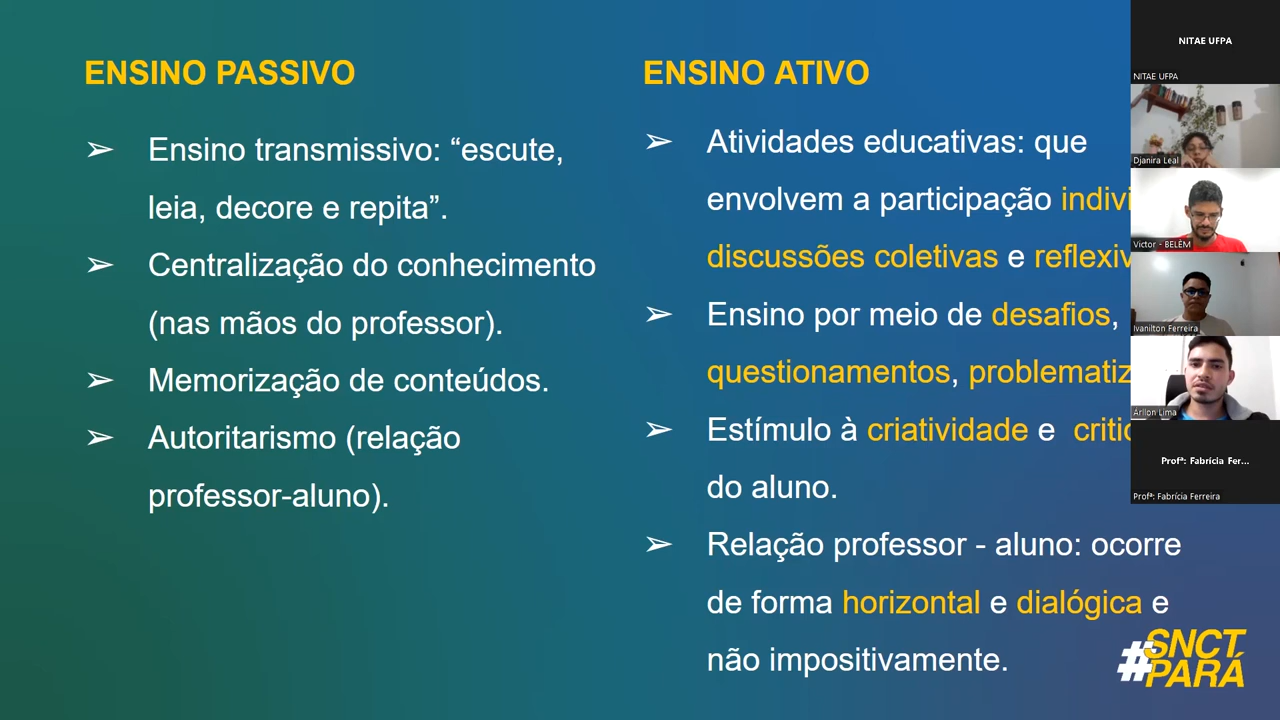 ENSINO PASSIVO
➢ Ensino transmissivo: “escute,
leia, decore e repita”.
➢ Centralização do conhecimento
(nas mãos do professor).
➢ Memorização de conteúdos.
➢ Autoritarismo (relação
professor-aluno).
ENSINO ATIVO
➢ Atividades educativas: que
envolvem a participação
discussões coletivas e
➢ Ensino por meio de desafios,
questionamentos,
➢ Estímulo à criatividade e
do aluno.
➢ Relação professor - aluno: ocorre
de forma horizontal e dialógica e
não impositivamente.
#SNCT
PARÁ
NITAE UFPA
NITAE UFPA
Djanira Leal
Victor - BELÉM
Ivanilton Ferreira
Árllon Lima
Profª: Fabrícia Fer...
Profª: Fabrícia Ferreira